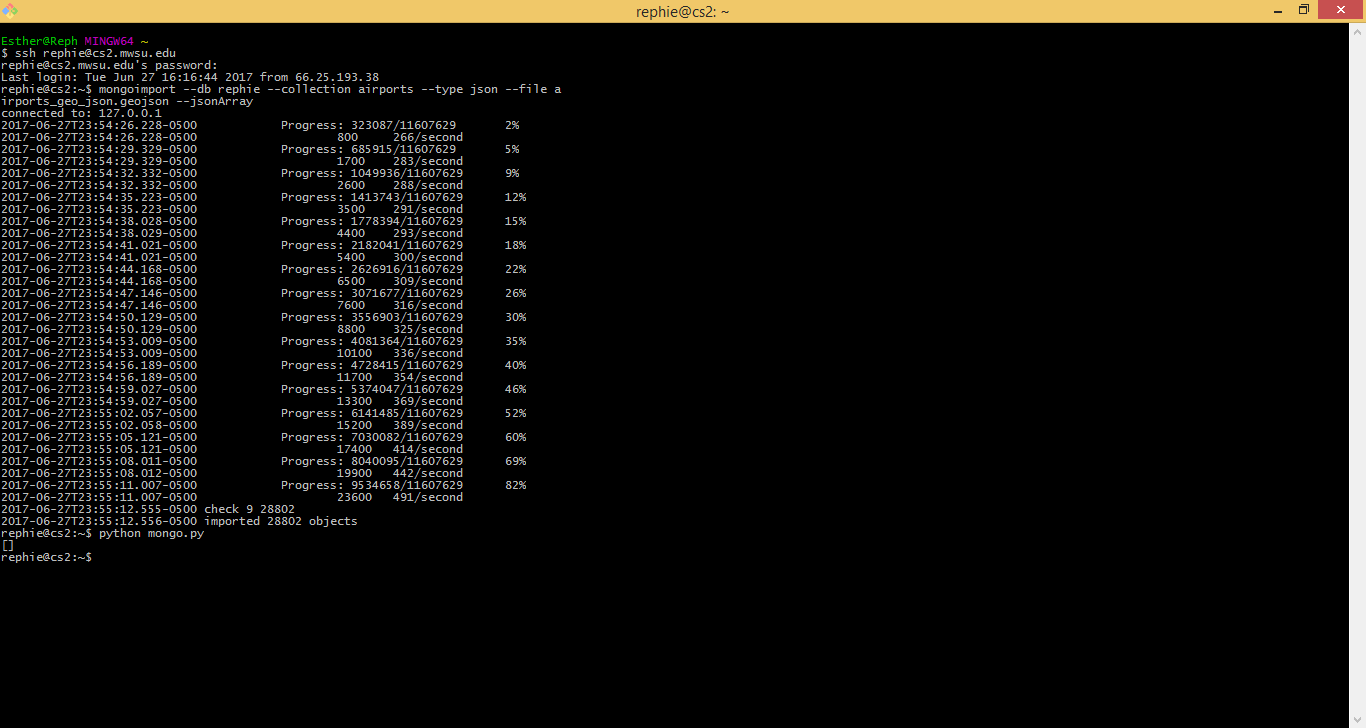 rephie@cs2: ~
Esther@Reph MINGW64 ~
$ ssh rephie@cs2.mwsu.edu
rephie@cs2.mwsu.edu's password:
Last login: Tue Jun 27 16:16:44 2017 from 66.25.193.38
rephie@cs2:~$ mongoimport --db rephie --collection airports --type json --file a
irports_geo_json.geojson --jsonArray
connected to: 127.0.0.1
2017-06-27T23:54:26.228-0500 Progress: 323087/11607629 2%
2017-06-27T23:54:26.228-0500 800 266/second
2017-06-27T23:54:29.329-0500 Progress: 685915/11607629 5%
2017-06-27T23:54:29.329-0500 1700 283/second
2017-06-27T23:54:32.332-0500 Progress: 1049936/11607629 9%
2017-06-27T23:54:32.332-0500 2600 288/second
2017-06-27T23:54:35.223-0500 Progress: 1413743/11607629 12%
2017-06-27T23:54:35.223-0500 3500 291/second
2017-06-27T23:54:38.028-0500 Progress: 1778394/11607629 15%
2017-06-27T23:54:38.029-0500 4400 293/second
2017-06-27T23:54:41.021-0500 Progress: 2182041/11607629 18%
2017-06-27T23:54:41.021-0500 5400 300/second
2017-06-27T23:54:44.168-0500 Progress: 2626916/11607629 22%
2017-06-27T23:54:44.168-0500 6500 309/second
2017-06-27T23:54:47.146-0500 Progress: 3071677/11607629 26%
2017-06-27T23:54:47.146-0500 7600 316/second
2017-06-27T23:54:50.129-0500 Progress: 3556903/11607629 30%
2017-06-27T23:54:50.129-0500 8800 325/second
2017-06-27T23:54:53.009-0500 Progress: 4081364/11607629 35%
2017-06-27T23:54:53.009-0500 10100 336/second
2017-06-27T23:54:56.189-0500 Progress: 4728415/11607629 40%
2017-06-27T23:54:56.189-0500 11700 354/second
2017-06-27T23:54:59.027-0500 Progress: 5374047/11607629 46%
2017-06-27T23:54:59.027-0500 13300 369/second
2017-06-27T23:55:02.057-0500 Progress: 6141485/11607629 52%
2017-06-27T23:55:02.058-0500 15200 389/second
2017-06-27T23:55:05.121-0500 Progress: 7030082/11607629 60%
2017-06-27T23:55:05.121-0500 17400 414/second
2017-06-27T23:55:08.011-0500 Progress: 8040095/11607629 69%
2017-06-27T23:55:08.012-0500 19900 442/second
2017-06-27T23:55:11.007-0500 Progress: 9534658/11607629 82%
2017-06-27T23:55:11.007-0500 23600 491/second
2017-06-27T23:55:12.555-0500 check 9 28802
2017-06-27T23:55:12.556-0500 imported 28802 objects
rephie@cs2:~$ python mongo.py
[]
rephie@cs2:~$